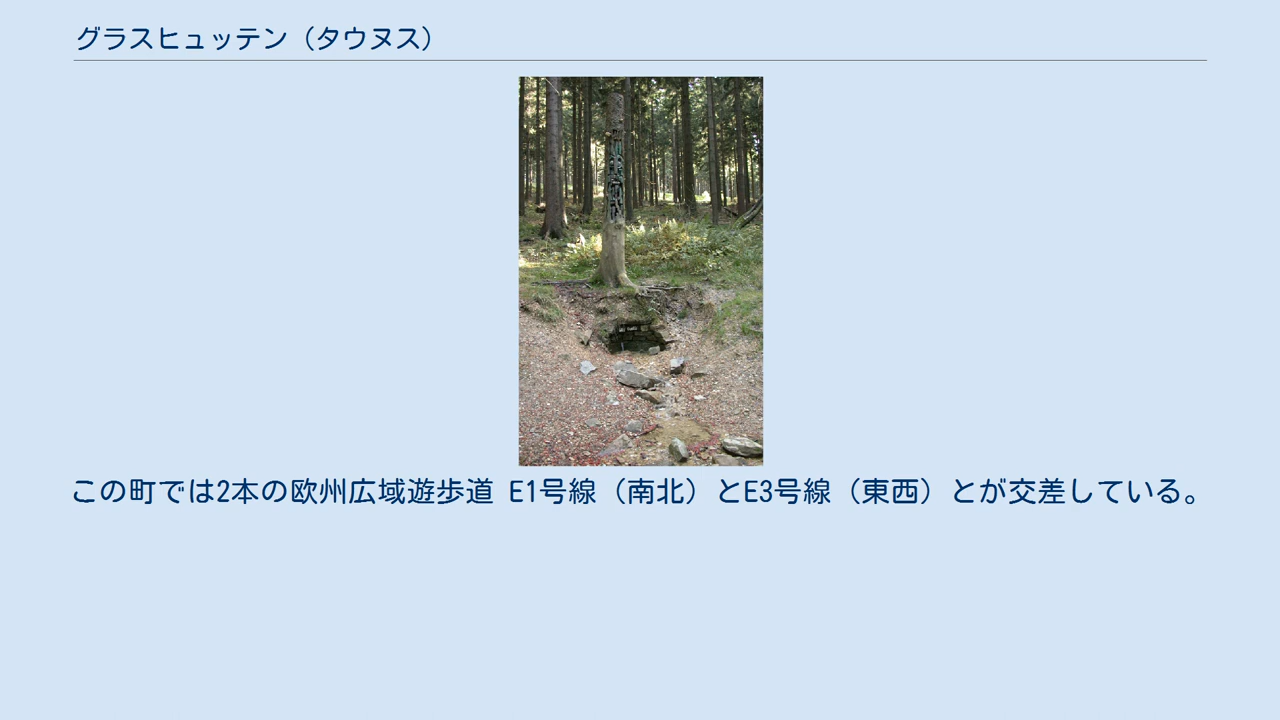 グラスヒュッテン（タウヌス）
この町では2本の欧州広域遊歩道 E1号線（南北）とE3号線（東西）とが交差している。